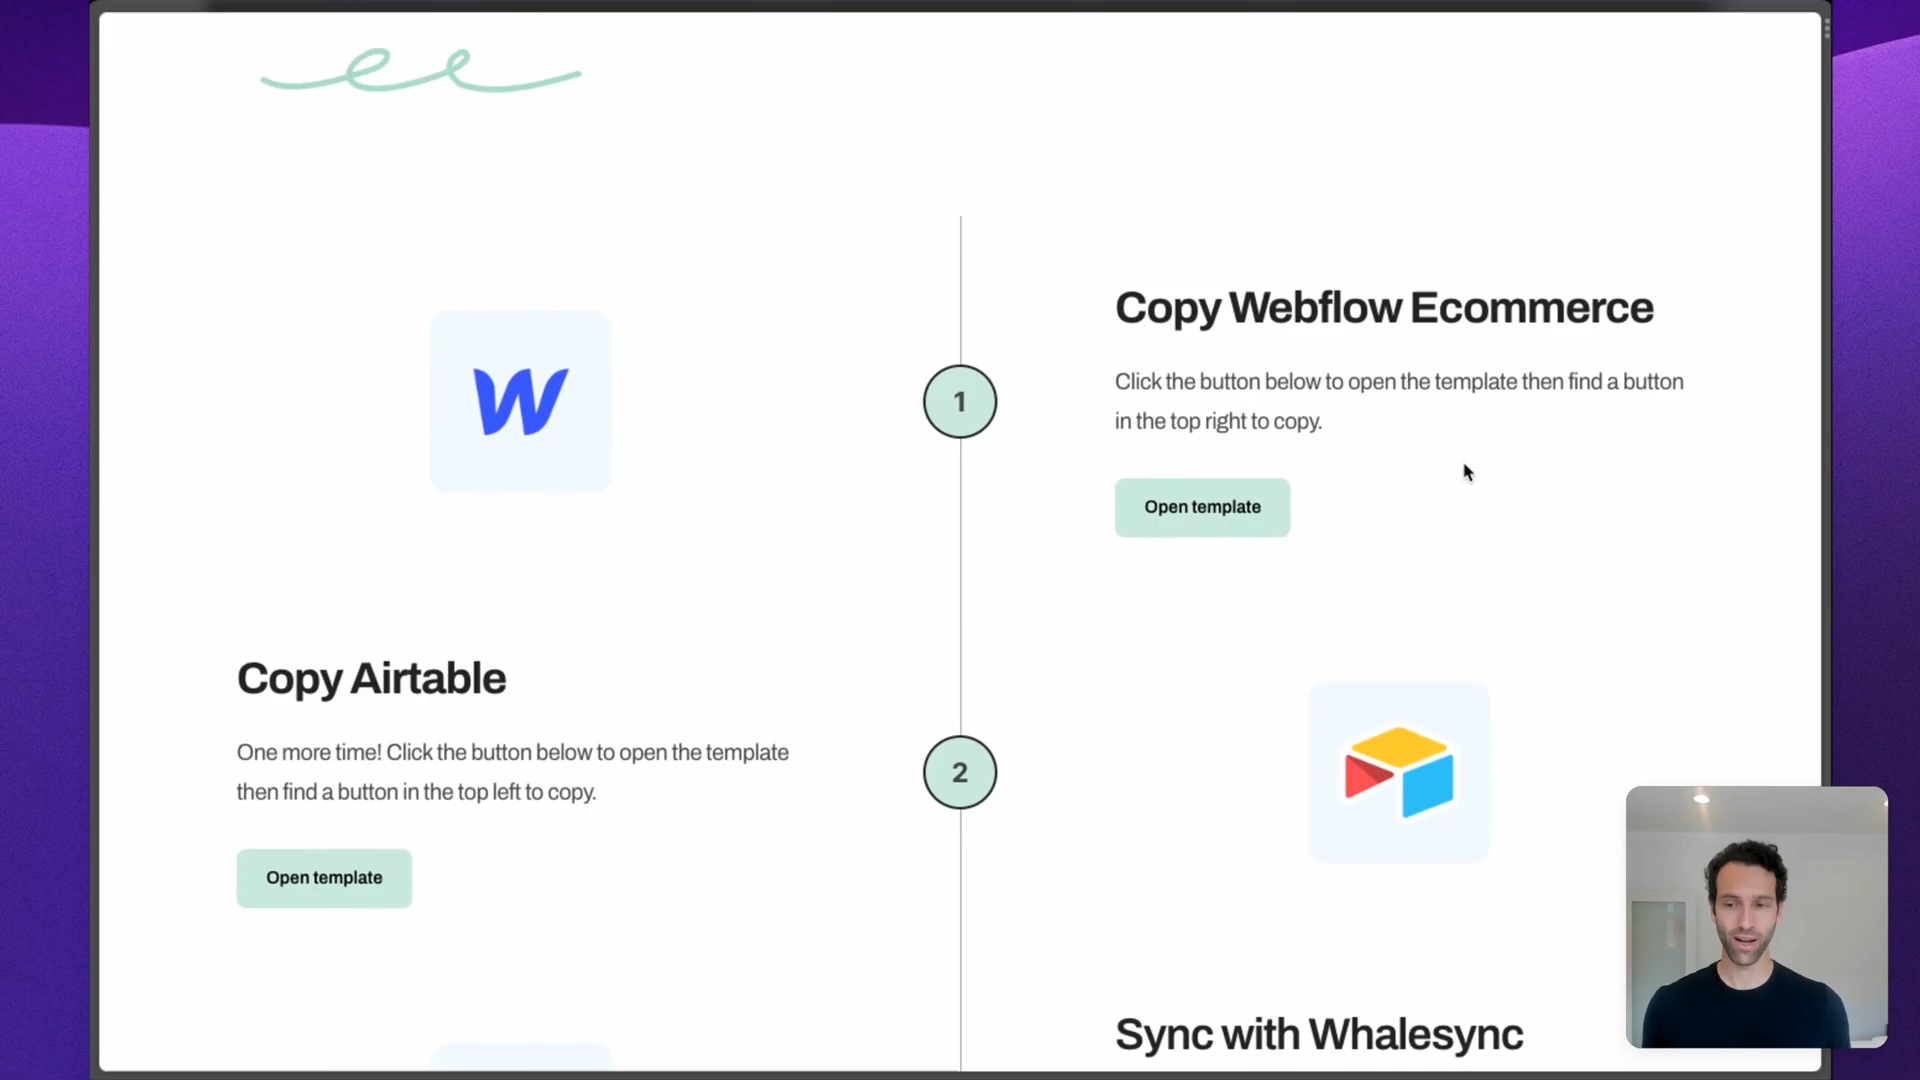 1
Copy Webflow Ecommerce
Click the button below to open the template then find a button
in the top right to copy.
Open template
Copy Airtable
One more time! Click the button below to open the template
then find a button in the top left to copy.
Open template
2
Sync with Whalesync